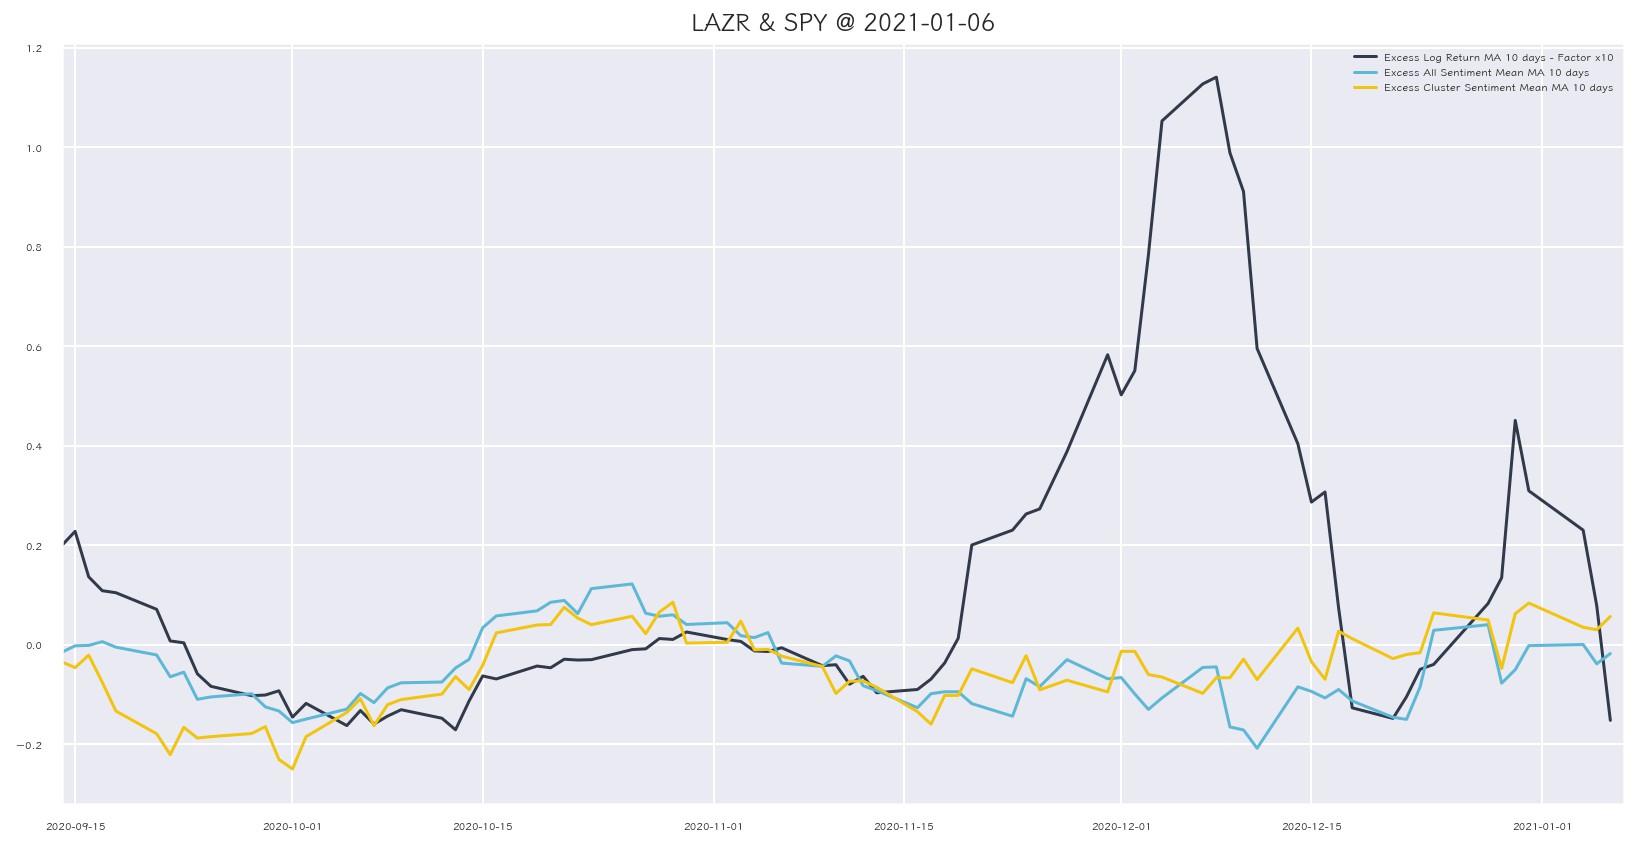 LAZR & SPY @ 2021-01-06
Excess Log Return MA 10 days - Factor x10
Excess All Sentiment Mean MA 10 days
Excess Cluster Sentiment Mean MA 10 days
1.2
1.0
0.8
0.6
0.4
0.2
0.0
−0.2
2020-09-15 2020-10-01 2020-10-15 2020-11-01 2020-11-15 2020-12-01 2020-12-15 2021-01-01